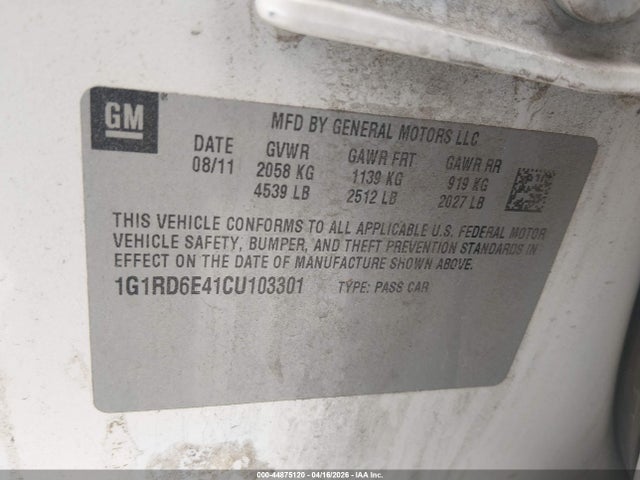 GM
MFD BY GENERAL MOTORS LLC
DATE GVWR GAWR FRT GAWR RR
08/11 2058 KG 1139 KG 919 KG
4539 LB 2512 LB 2027 LB
THIS VEHICLE CONFORMS TO ALL APPLICABLE U.S. FEDERAL MOTOR
VEHICLE SAFETY, BUMPER, AND THEFT PREVENTION STANDARDS IN
EFFECT ON THE DATE OF MANUFACTURE SHOWN ABOVE.
1G1RD6E41CU103301 TYPE: PASS CAR
000-44875120 - 04/16/2026 - IAAI.COM